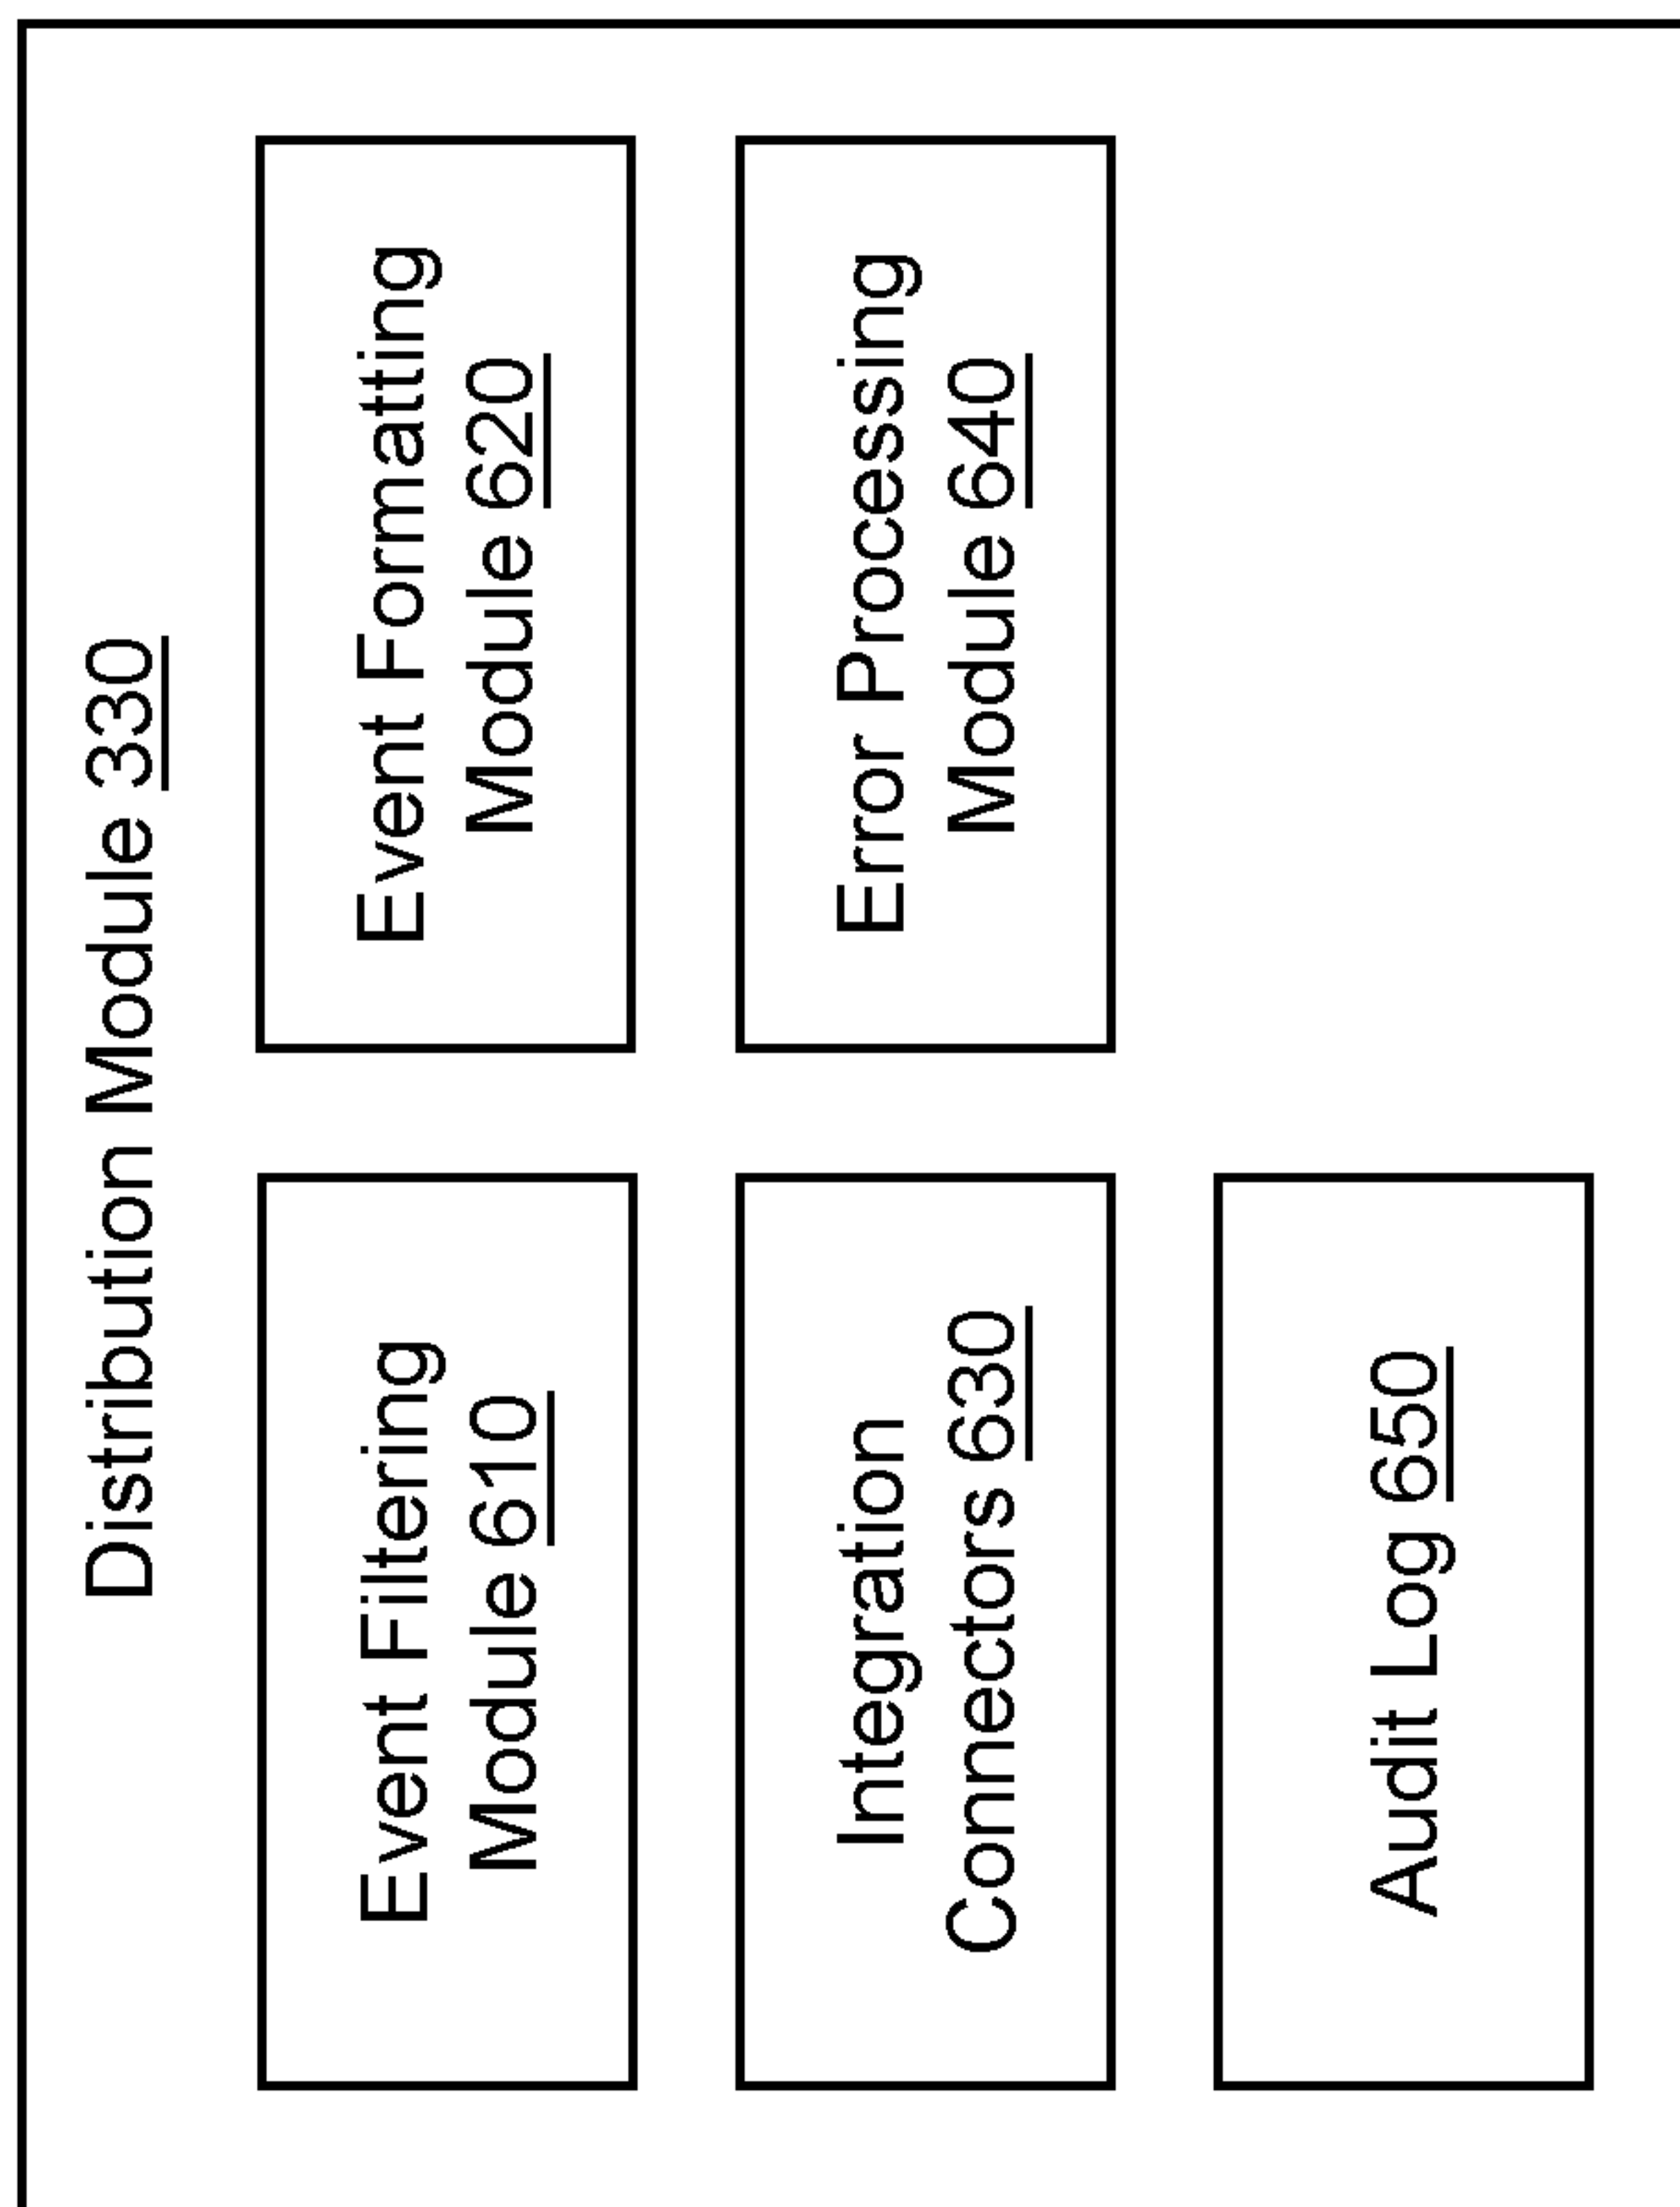 Distribution Module 330
Event Filtering
Module 610
Event Formatting
Module 620
Integration
Connectors 630
Error Processing
Module 640
Audit Log 650